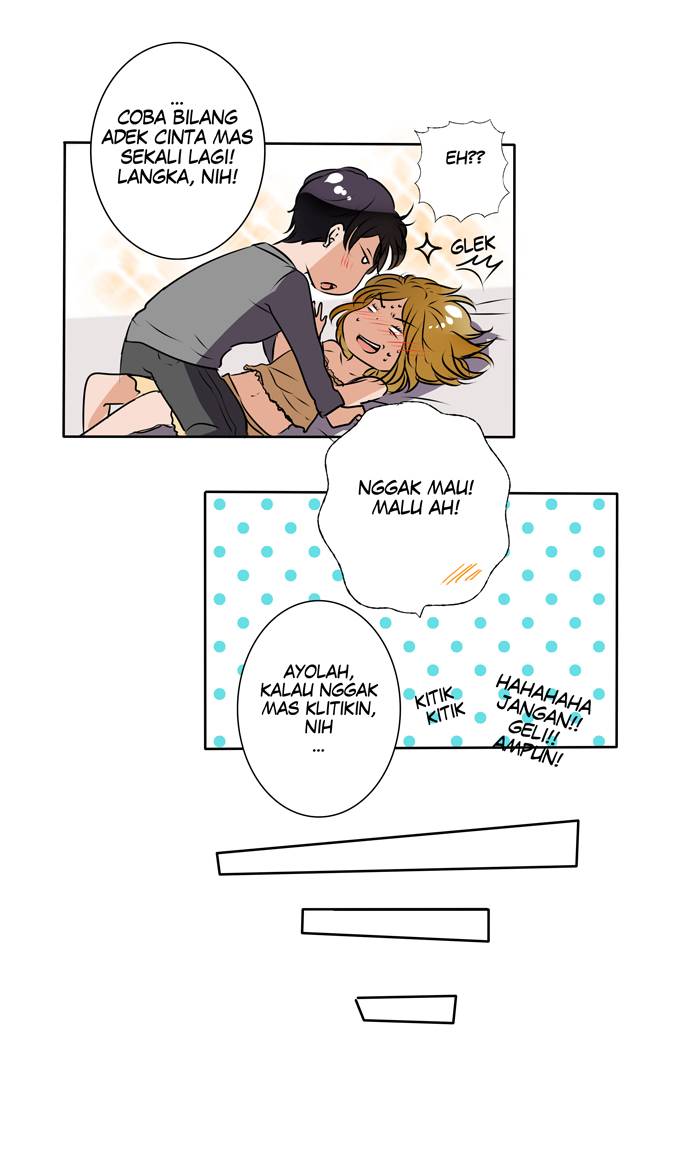 ...
COBA BILANG
ADEK CINTA MAS
SEKALI LAGI!
LANGKA, NIH!
EH??
GLEK
NGGAK MAU!
MALU AH!
AYOLAH,
KALAU NGGAK
MAS KLITIKIN,
NIH
...
KITIK
KITIK
HAHAHAHA
JANGAN!!
GELI!!
AMPUN!